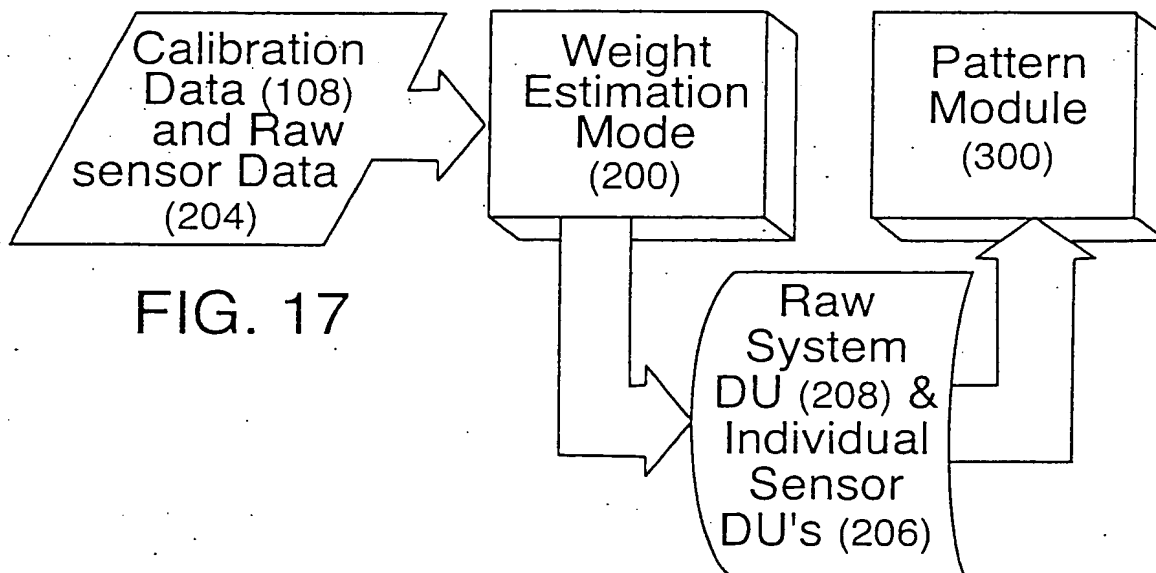 Calibration
Data (108)
and Raw
sensor Data
(204)
Weight
Estimation
Mode
(200)
Pattern
Module
(300)
Raw
System
DU (208) &
Individual
Sensor
DU's (206)
FIG. 17